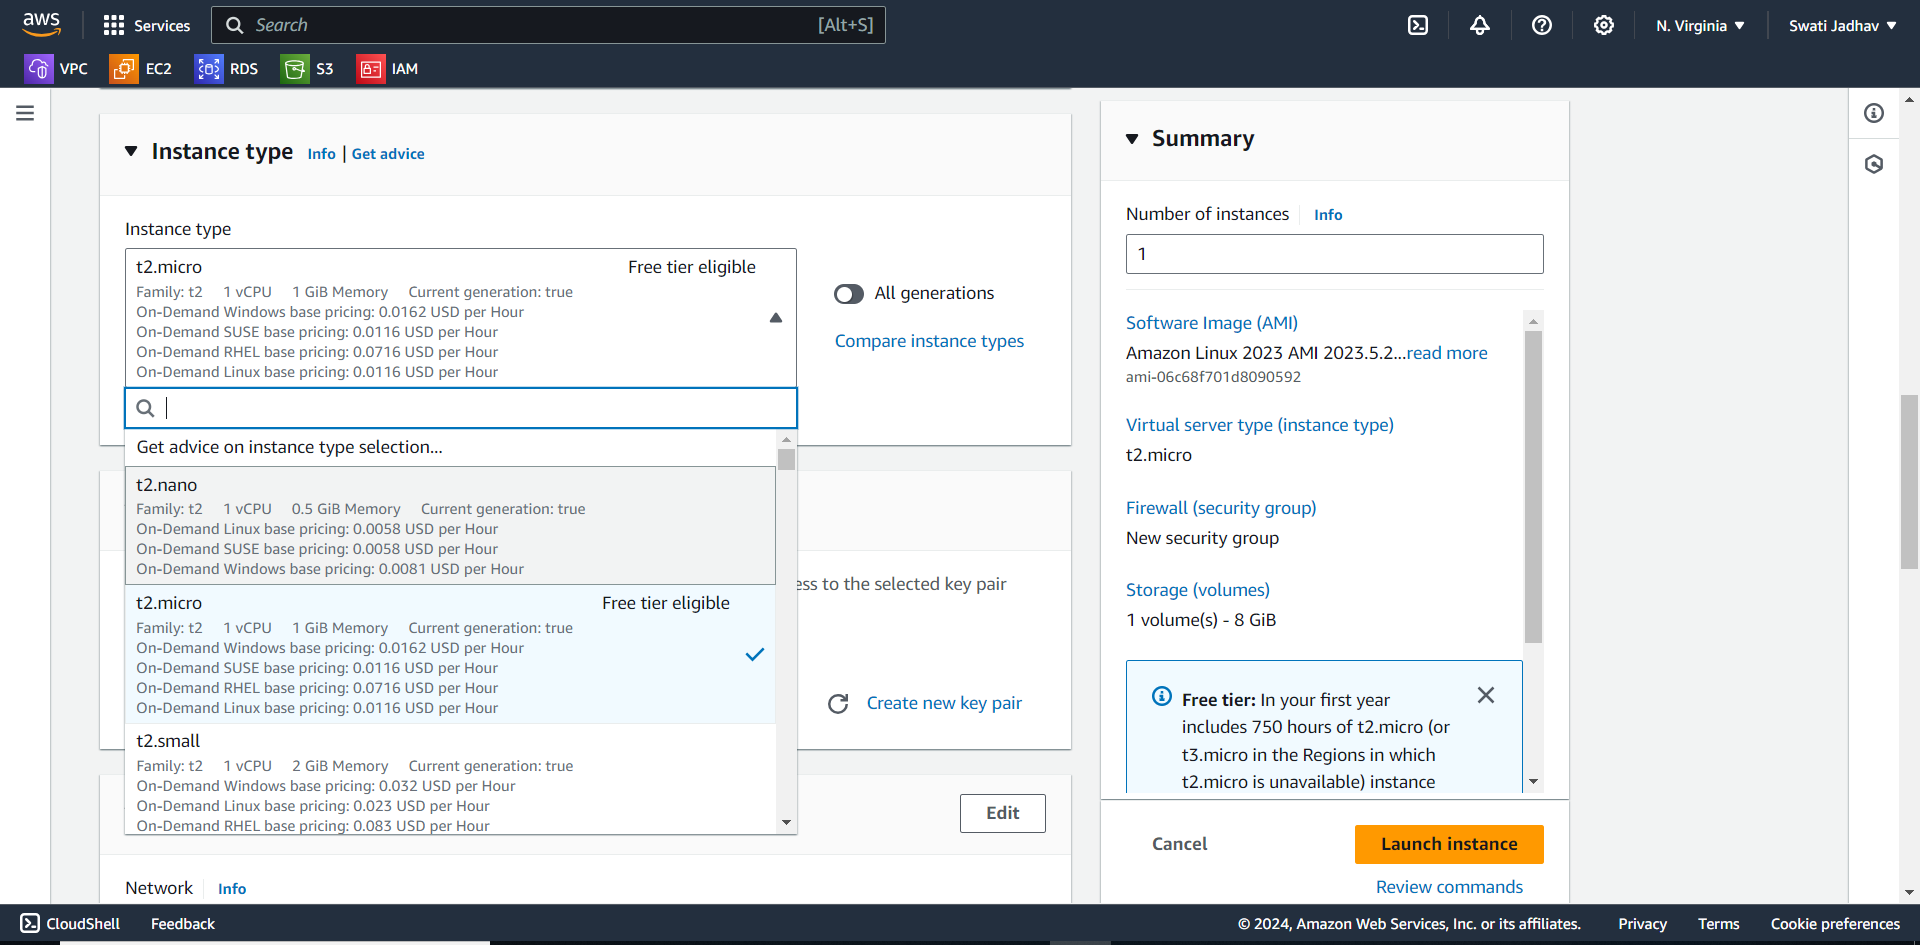 aws
Services
Search
[Alt+S]
N. Virginia
Swati Jadhav
VPC
EC2
RDS
S3
IAM
Instance type Info | Get advice
Instance type
t2.micro Free tier eligible
Family: t2 1 vCPU 1 GiB Memory Current generation: true
On-Demand Windows base pricing: 0.0162 USD per Hour
On-Demand SUSE base pricing: 0.0116 USD per Hour
On-Demand RHEL base pricing: 0.0716 USD per Hour
On-Demand Linux base pricing: 0.0116 USD per Hour
All generations
Compare instance types
Get advice on instance type selection...
t2.nano
Family: t2 1 vCPU 0.5 GiB Memory Current generation: true
On-Demand Linux base pricing: 0.0058 USD per Hour
On-Demand SUSE base pricing: 0.0058 USD per Hour
On-Demand Windows base pricing: 0.0081 USD per Hour
t2.micro Free tier eligible
Family: t2 1 vCPU 1 GiB Memory Current generation: true
On-Demand Windows base pricing: 0.0162 USD per Hour
On-Demand SUSE base pricing: 0.0116 USD per Hour
On-Demand RHEL base pricing: 0.0716 USD per Hour
On-Demand Linux base pricing: 0.0116 USD per Hour
t2.small
Family: t2 1 vCPU 2 GiB Memory Current generation: true
On-Demand Windows base pricing: 0.032 USD per Hour
On-Demand Linux base pricing: 0.023 USD per Hour
On-Demand RHEL base pricing: 0.083 USD per Hour
ess to the selected key pair
Create new key pair
Edit
Network Info
Summary
Number of instances Info
1
Software Image (AMI)
Amazon Linux 2023 AMI 2023.5.2...read more
ami-06c68f701d8090592
Virtual server type (instance type)
t2.micro
Firewall (security group)
New security group
Storage (volumes)
1 volume(s) - 8 GiB
Free tier: In your first year
includes 750 hours of t2.micro (or
t3.micro in the Regions in which
t2.micro is unavailable) instance
Cancel
Launch instance
Review commands
CloudShell
Feedback
© 2024, Amazon Web Services, Inc. or its affiliates.
Privacy
Terms
Cookie preferences